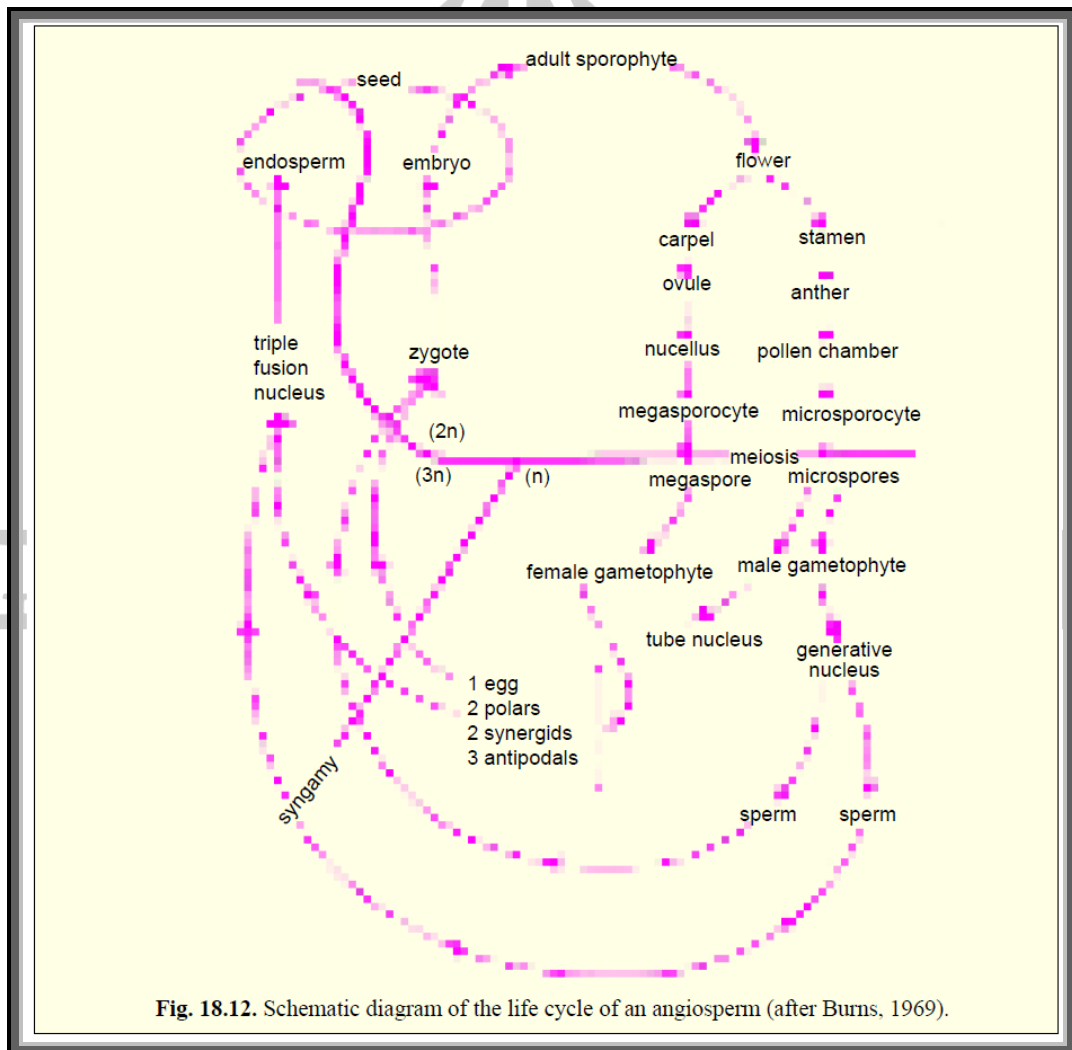 adult sporophyte
seed
endosperm
embryo
flower
carpel
stamen
ovule
anther
triple
fusion
nucleus
zygote
nucellus
pollen chamber
megasporocyte
microsporocyte
(2n)
meiosis
(3n)
(n)
megaspore
microspores
female gametophyte
male gametophyte
tube nucleus
generative
nucleus
1 egg
2 polars
2 synergids
3 antipodals
syngamy
sperm
sperm
Fig. 18.12. Schematic diagram of the life cycle of an angiosperm (after Burns, 1969).